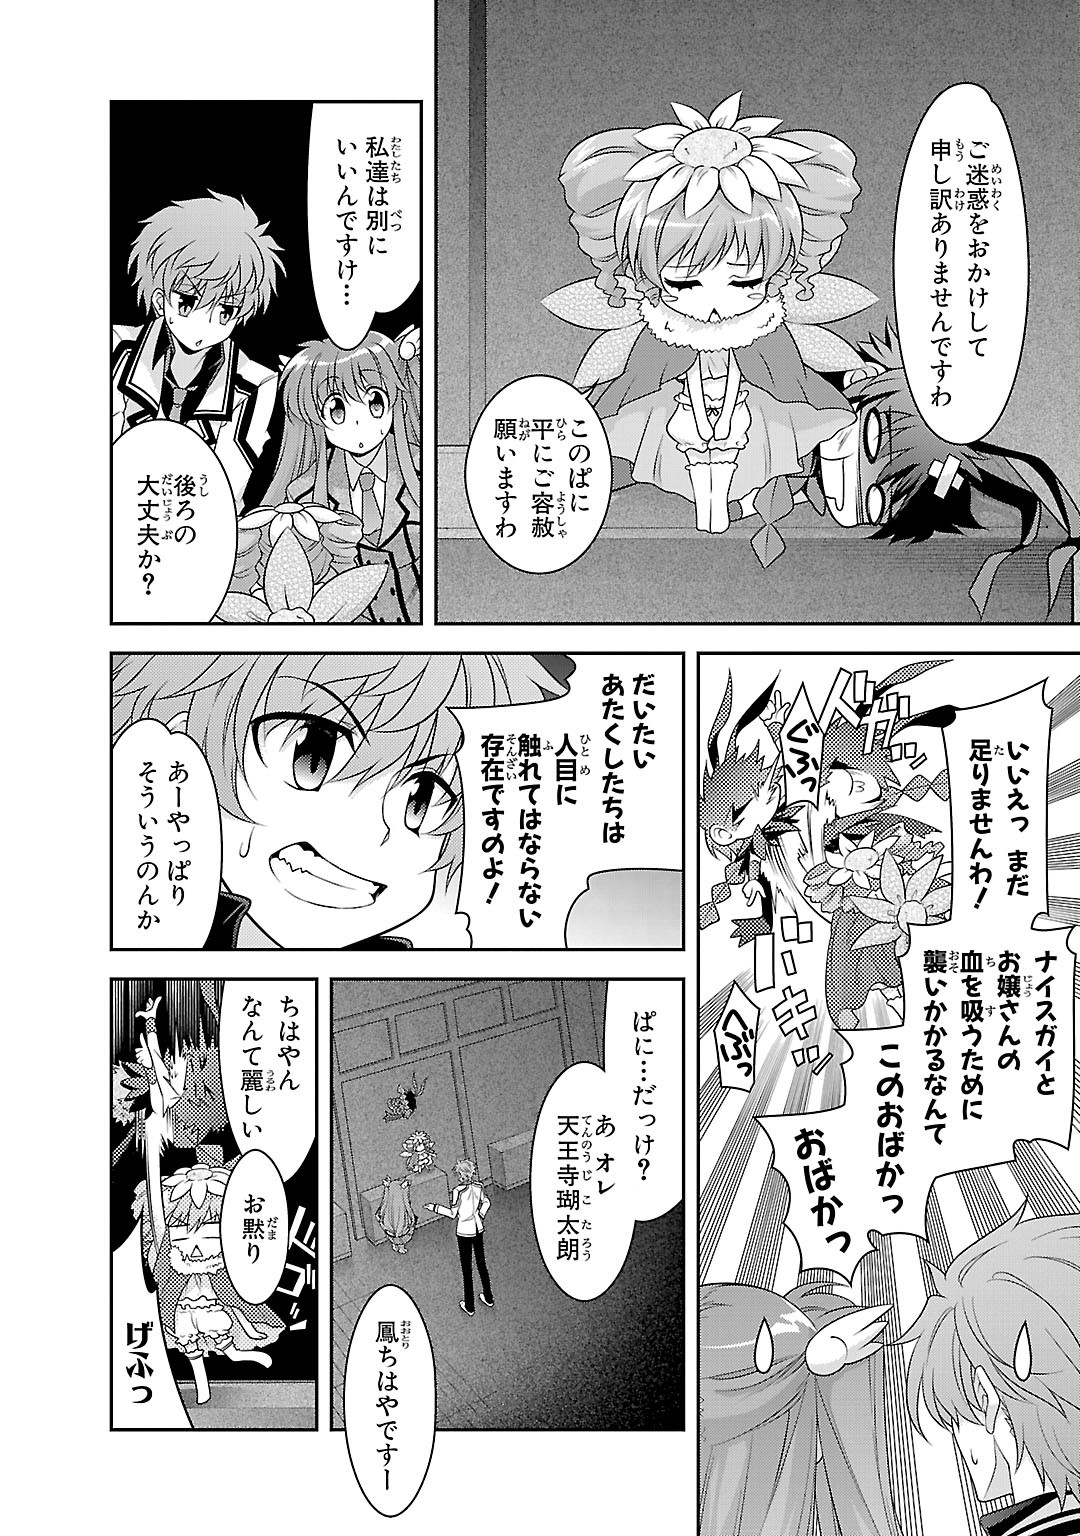 ご迷惑をおかけして
申し訳ありませんですわ
このぱに
平にご容赦
願いますわ
私達は別に
いいんですけ…
後ろの
大丈夫か？
いいえっ まだ
足りませんわ！
ドガ
メガッ
ぐふっ
ナイスガイと
お嬢さんの
血を吸うために
襲いかかるなんて
このおばかっ
おばかっ
くぶっ
だいたい
あたくしたちは
人目に
触れてはならない
存在ですのよ！
あーやっぱり
そういうのんか
ぱに…だっけ？
あ オレ
天王寺瑚太朗
鳳ちはやですー
ちはやん
なんて麗しい
お黙り
げふっ